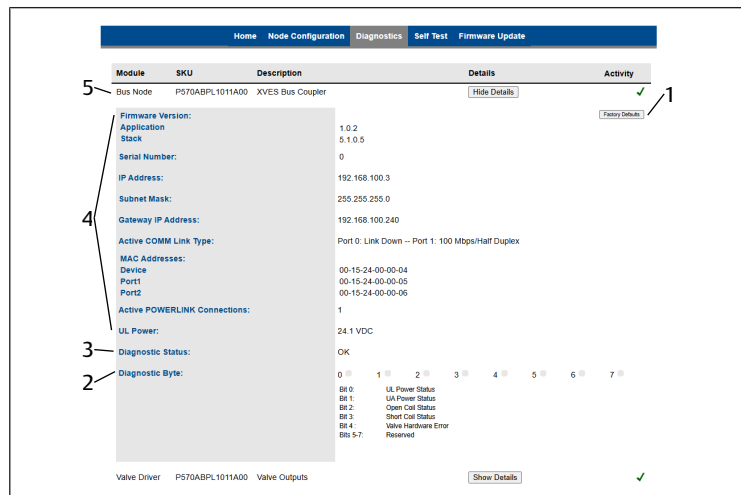 Home Node Configuration Diagnostics Self Test Firmware Update
Module SKU Description Details Activity
5 Bus Node P570ABPL1011A00 XVES Bus Coupler Hide Details ✓ 1
Firmware Version: Factory Defaults
Application 1.0.2
Stack 5.1.0.5
Serial Number: 0
IP Address: 192.168.100.3
Subnet Mask: 255.255.255.0
4 Gateway IP Address: 192.168.100.240
Active COMM Link Type: Port 0: Link Down -- Port 1: 100 Mbps/Half Duplex
MAC Addresses:
Device 00-15-24-00-00-04
Port1 00-15-24-00-00-05
Port2 00-15-24-00-00-06
Active POWERLINK Connections: 1
UL Power: 24.1 VDC
3 Diagnostic Status: OK
2 Diagnostic Byte: 0 1 2 3 4 5 6 7
Bit 0: UL Power Status
Bit 1: UA Power Status
Bit 2: Open Coil Status
Bit 3: Short Coil Status
Bit 4 : Valve Hardware Error
Bits 5-7: Reserved
Valve Driver P570ABPL1011A00 Valve Outputs Show Details ✓